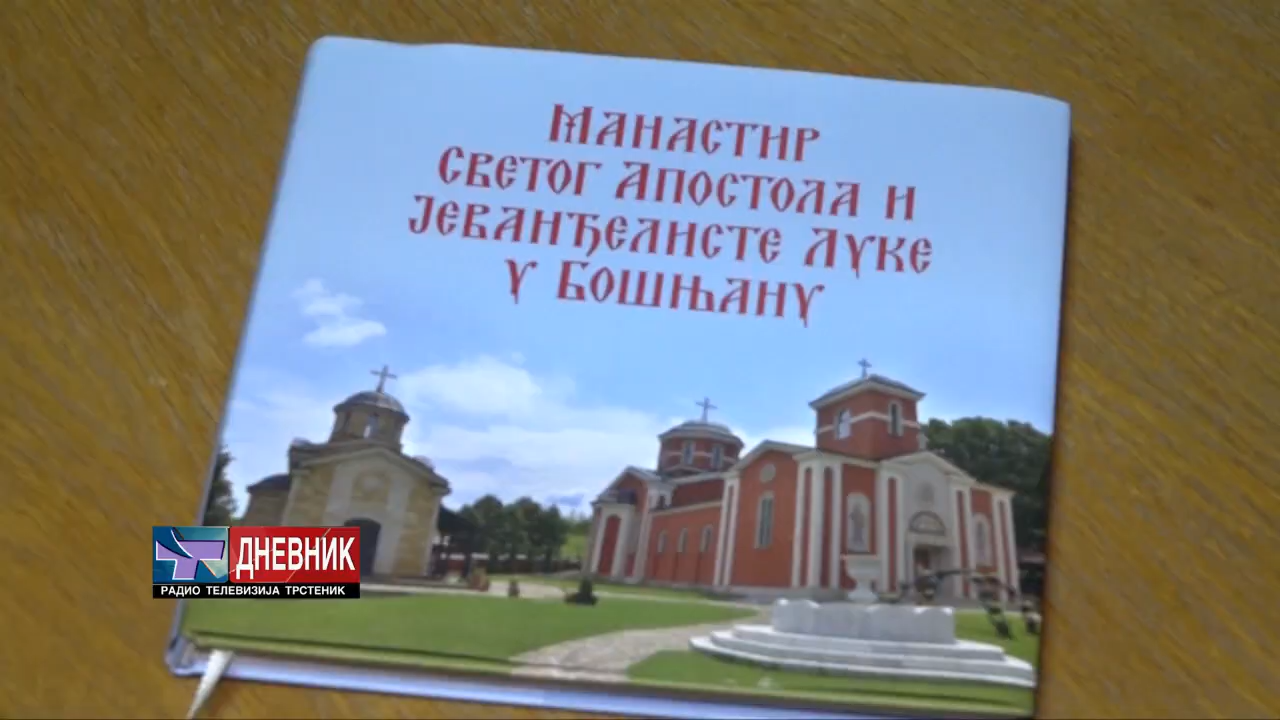 Манастир
Светог Апостола и
Јеванђелисте Луке
у Бошњану
ДНЕВНИК
РАДИО ТЕЛЕВИЗИЈА ТРСТЕНИК